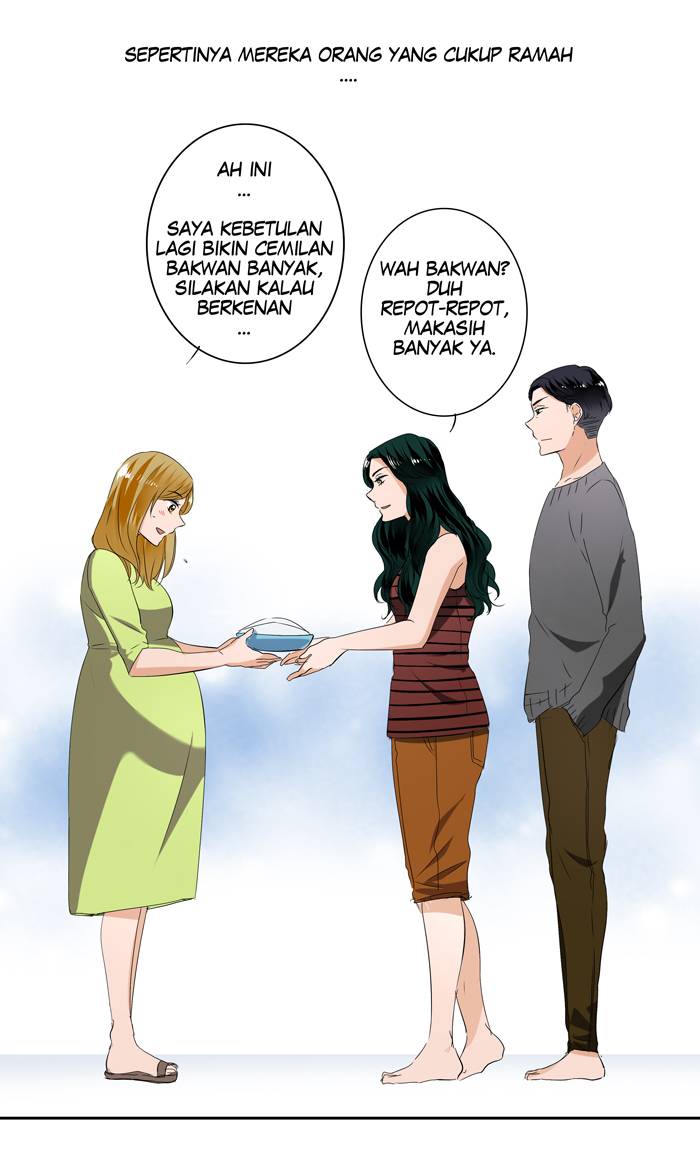 SEPERTINYA MEREKA ORANG YANG CUKUP RAMAH
....
AH INI
...
SAYA KEBETULAN
LAGI BIKIN CEMILAN
BAKWAN BANYAK,
SILAKAN KALAU
BERKENAN
...
WAH BAKWAN?
DUH
REPOT-REPOT,
MAKASIH
BANYAK YA.